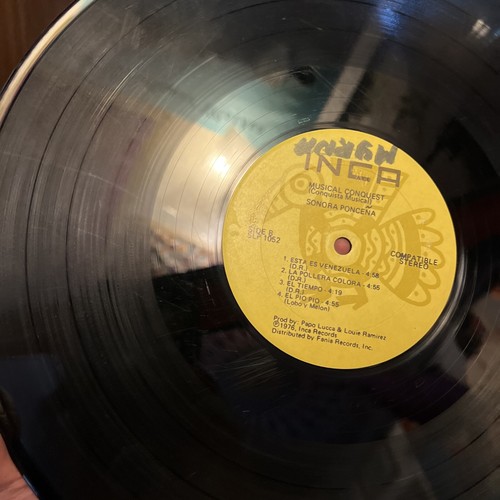 INCA
MUSICAL CONQUEST
(Conquista Musical)
SONORA PONCEÑA
SIDE B
SLP 1052
COMPATIBLE
STEREO
1. ESTA ES VENEZUELA - 4:58
(D.R.)
2. LA POLLERA COLORA - 4:55
(D.R.)
3. EL TIEMPO - 4:19
(D.R.)
4. EL PIO PIO - 4:55
(Lobo y Melon)
Prod by: Papo Lucca & Louie Ramirez
Ⓟ1976, Inca Records
Distributed by Fania Records, Inc.